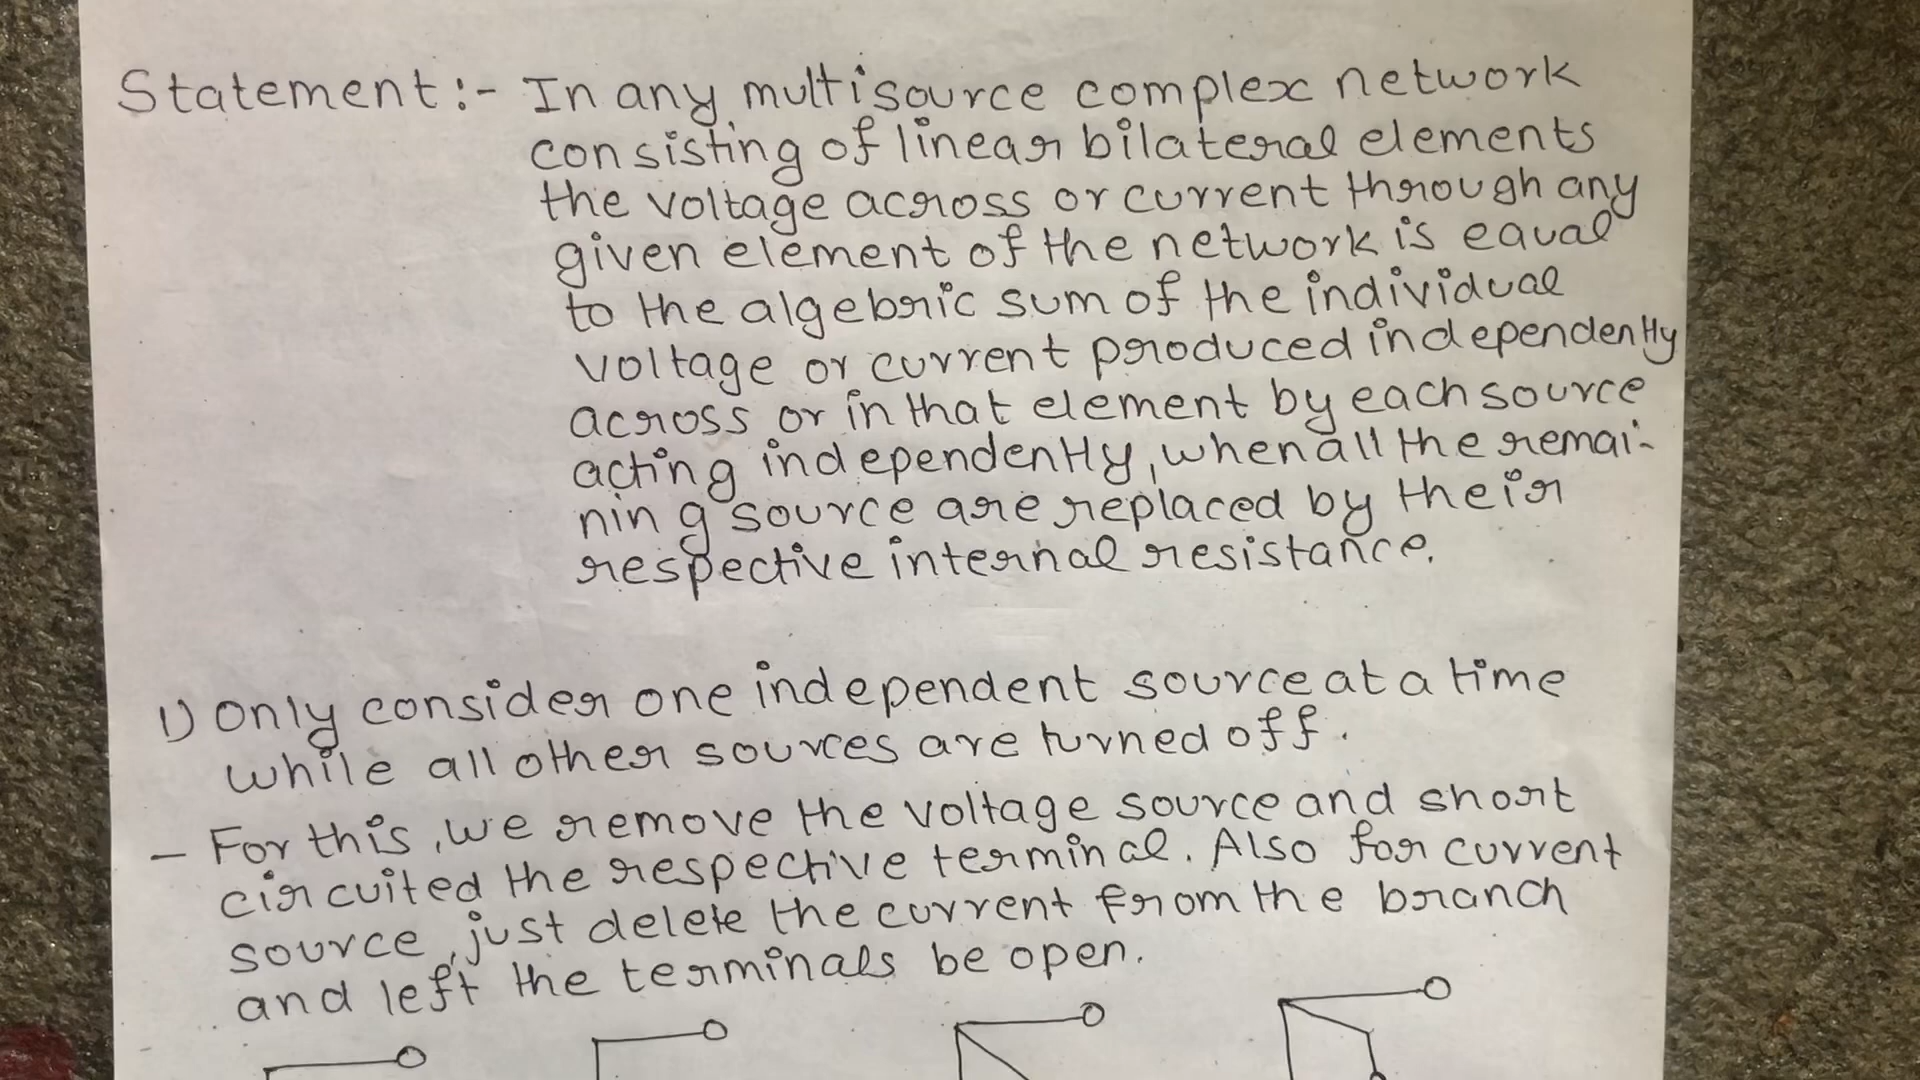 Statement:- In any multisource complex network
consisting of linear bilateral elements
the voltage across or current through any
given element of the network is eaual
to the algebric sum of the individual
voltage or current produced independently
across or in that element by each source
acting independently, when all the remai-
ning source are replaced by their
respective internal resistance.
1) Only consider one independent source at a time
while all other sources are turned off.
- For this, we remove the voltage source and short
circuited the respective terminal. Also for current
source, just delete the current from the branch
and left the terminals be open.